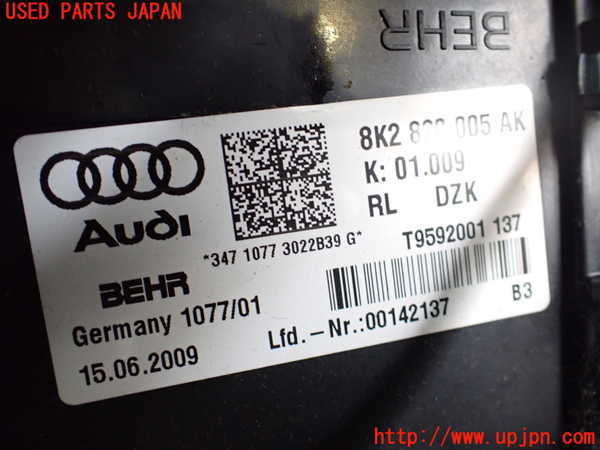 USED PARTS JAPAN
BEHR
8K2 820 005 AK
K: 01.009
RL DZK
Audi
*347 1077 3022B39 G*
T9592001 137
BEHR
Germany 1077/01
Lfd.-Nr.:00142137
B3
15.06.2009
http://www.upjpn.com/